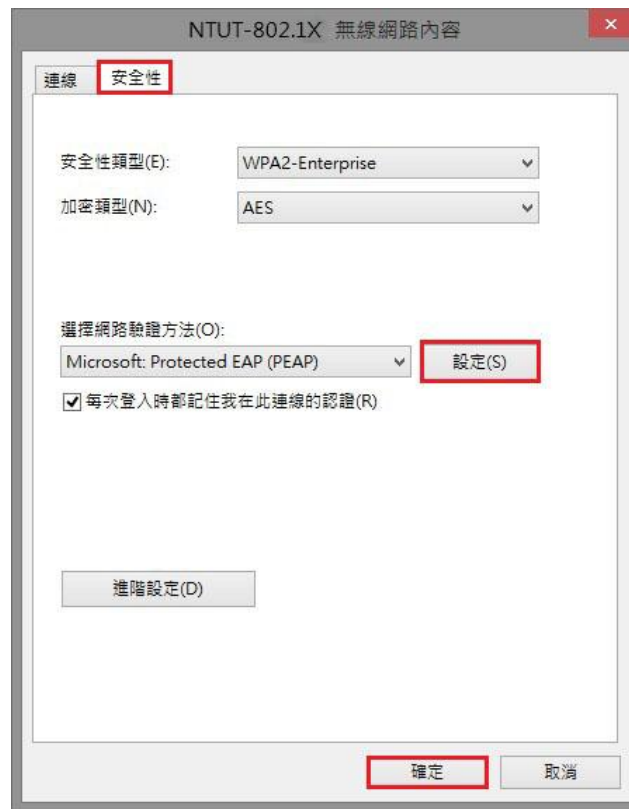 NTUT-802.1X 無線網路內容
連線 安全性
安全性類型(E): WPA2-Enterprise
加密類型(N): AES
選擇網路驗證方法(O):
Microsoft: Protected EAP (PEAP) 設定(S)
每次登入時都記住我在此連線的認證(R)
進階設定(D)
確定 取消